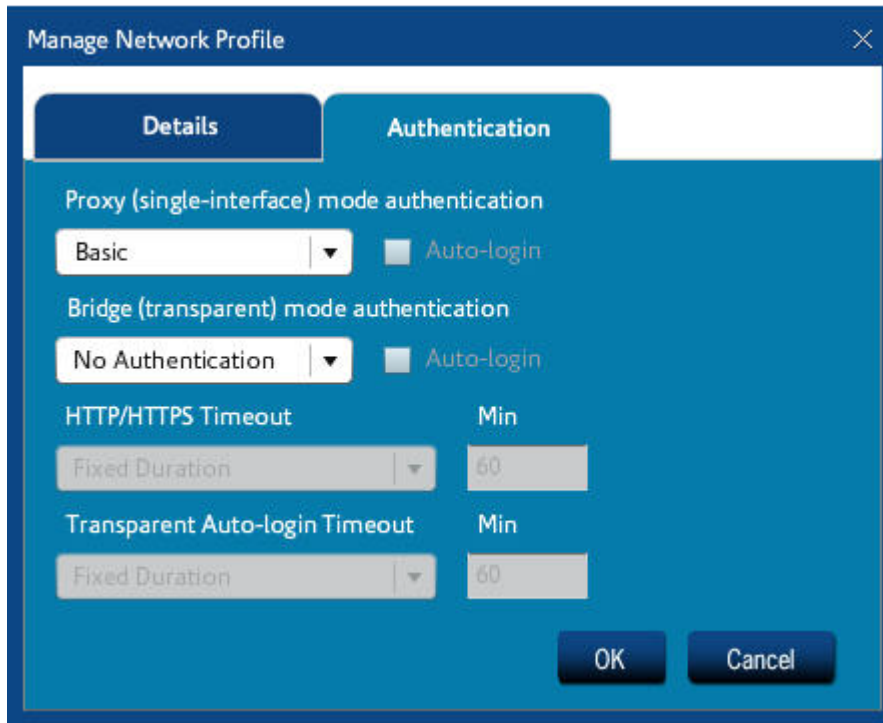 Manage Network Profile
Details
Authentication
Proxy (single-interface) mode authentication
Basic
Auto-login
Bridge (transparent) mode authentication
No Authentication
Auto-login
HTTP/HTTPS Timeout
Min
Fixed Duration
60
Transparent Auto-login Timeout
Min
Fixed Duration
60
OK
Cancel